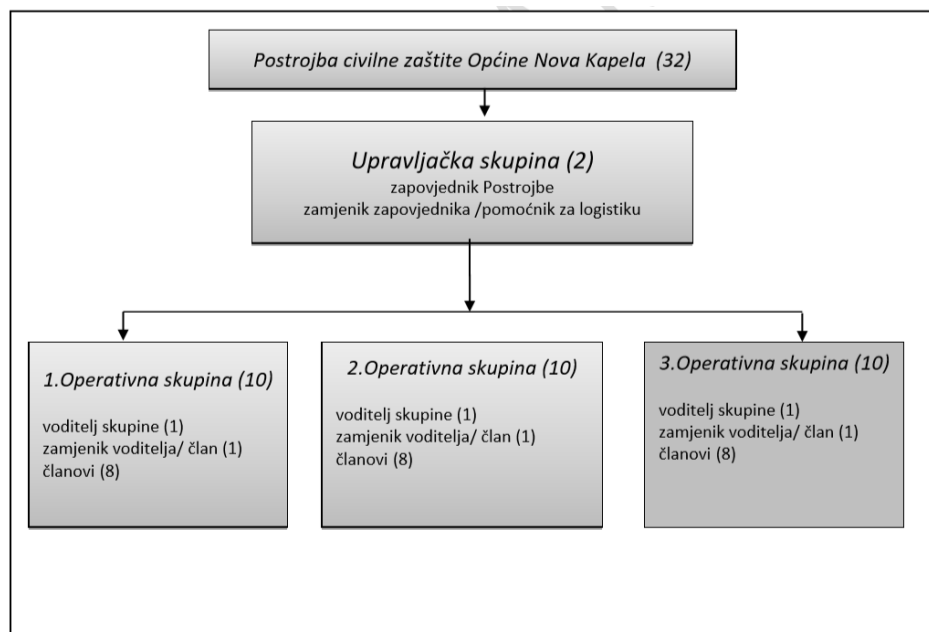 Postrojba civilne zaštite Općine Nova Kapela (32)
Upravljačka skupina (2)
zapovjednik Postrojbe
zamjenik zapovjednika /pomoćnik za logistiku
1.Operativna skupina (10)
voditelj skupine (1)
zamjenik voditelja/ član (1)
članovi (8)
2.Operativna skupina (10)
voditelj skupine (1)
zamjenik voditelja/ član (1)
članovi (8)
3.Operativna skupina (10)
voditelj skupine (1)
zamjenik voditelja/ član (1)
članovi (8)